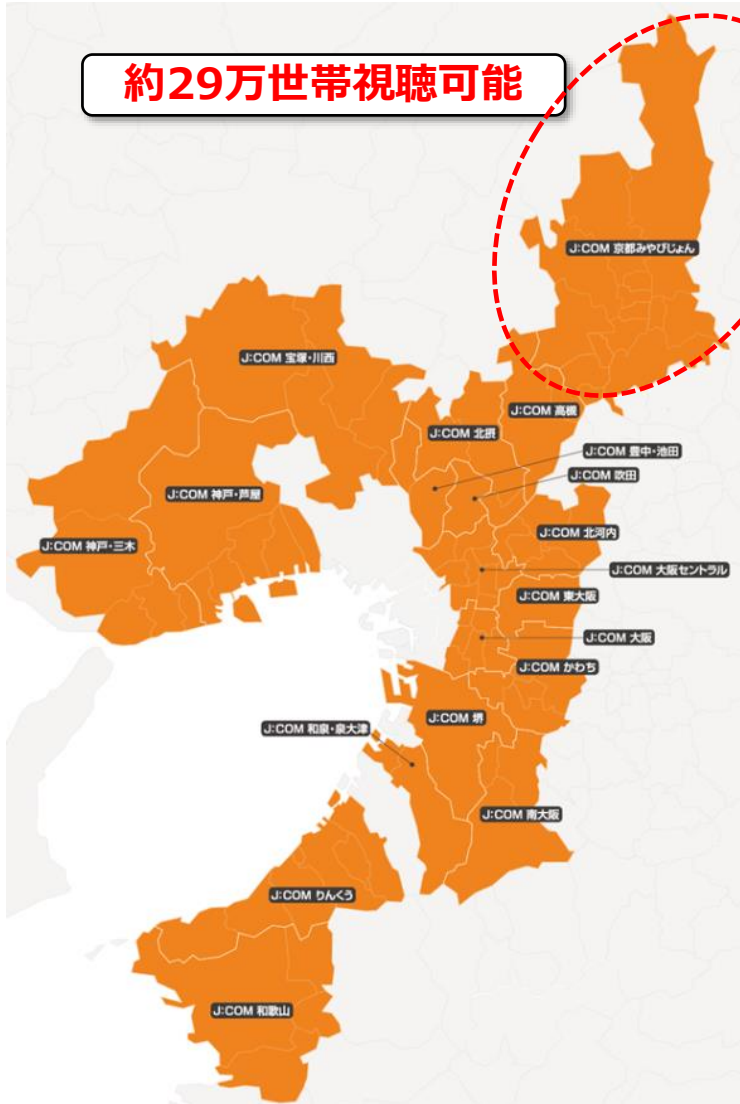 約29万世帯視聴可能
J:COM 京都みやびじょん
J:COM 宝塚・川西
J:COM 高槻
J:COM 北摂
J:COM 豊中・池田
J:COM 吹田
J:COM 神戸・芦屋
J:COM 北河内
J:COM 神戸・三木
J:COM 大阪セントラル
J:COM 東大阪
J:COM 大阪
J:COM かわち
J:COM 堺
J:COM 和泉・泉大津
J:COM 南大阪
J:COM りんくう
J:COM 和歌山